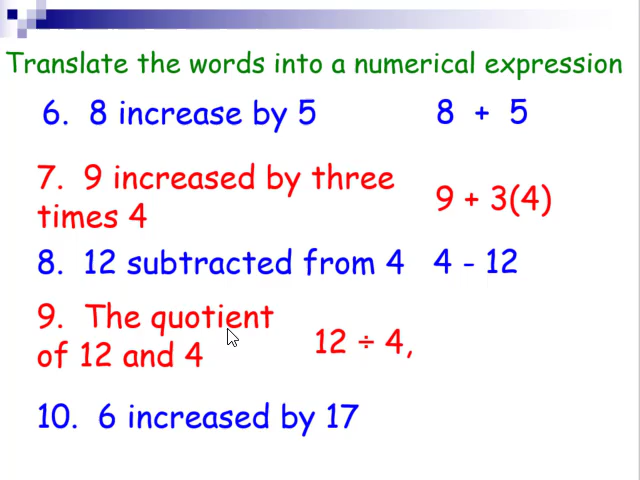 Translate the words into a numerical expression
6. 8 increase by 5 8 + 5
7. 9 increased by three
times 4 9 + 3(4)
8. 12 subtracted from 4 4 - 12
9. The quotient
of 12 and 4 12 ÷ 4,
10. 6 increased by 17